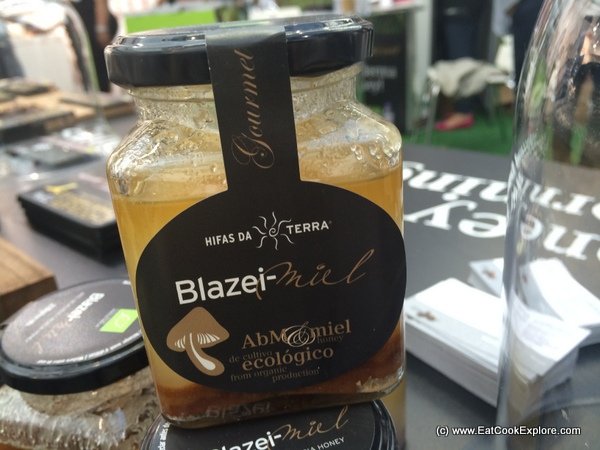 Gourmet
HIFAS DA TERRA®
Blazei-miel
AbM & miel
honey
de cultivo
ecológico
from organic
production
Blazei-miel
HONEY
(c) www.EatCookExplore.com